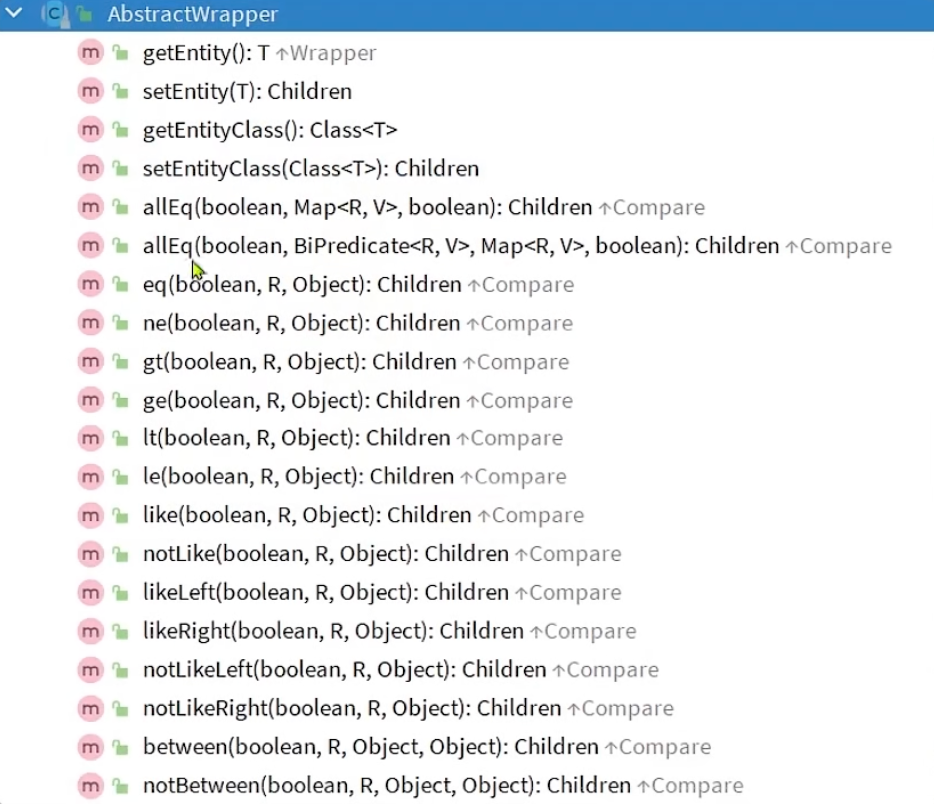 AbstractWrapper
getEntity(): T ↑Wrapper
setEntity(T): Children
getEntityClass(): Class<T>
setEntityClass(Class<T>): Children
allEq(boolean, Map<R, V>, boolean): Children ↑Compare
allEq(boolean, BiPredicate<R, V>, Map<R, V>, boolean): Children ↑Compare
eq(boolean, R, Object): Children ↑Compare
ne(boolean, R, Object): Children ↑Compare
gt(boolean, R, Object): Children ↑Compare
ge(boolean, R, Object): Children ↑Compare
lt(boolean, R, Object): Children ↑Compare
le(boolean, R, Object): Children ↑Compare
like(boolean, R, Object): Children ↑Compare
notLike(boolean, R, Object): Children ↑Compare
likeLeft(boolean, R, Object): Children ↑Compare
likeRight(boolean, R, Object): Children ↑Compare
notLikeLeft(boolean, R, Object): Children ↑Compare
notLikeRight(boolean, R, Object): Children ↑Compare
between(boolean, R, Object, Object): Children ↑Compare
notBetween(boolean, R, Object, Object): Children ↑Compare